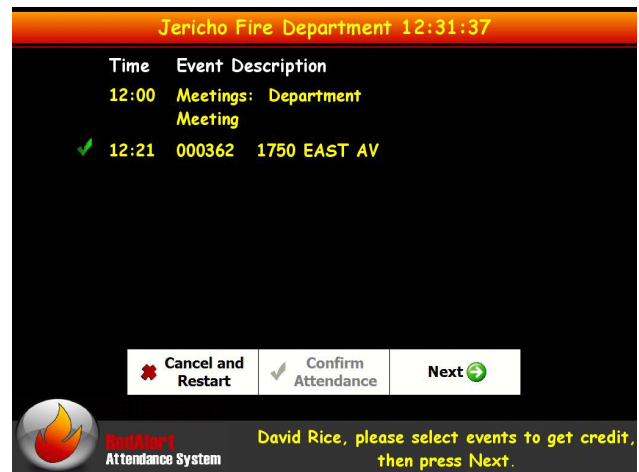 Jericho Fire Department 12:31:37
Time Event Description
12:00 Meetings: Department
Meeting
12:21 000362 1750 EAST AV
Cancel and
Restart
Confirm
Attendance
Next
RedAlert
Attendance System
David Rice, please select events to get credit,
then press Next.